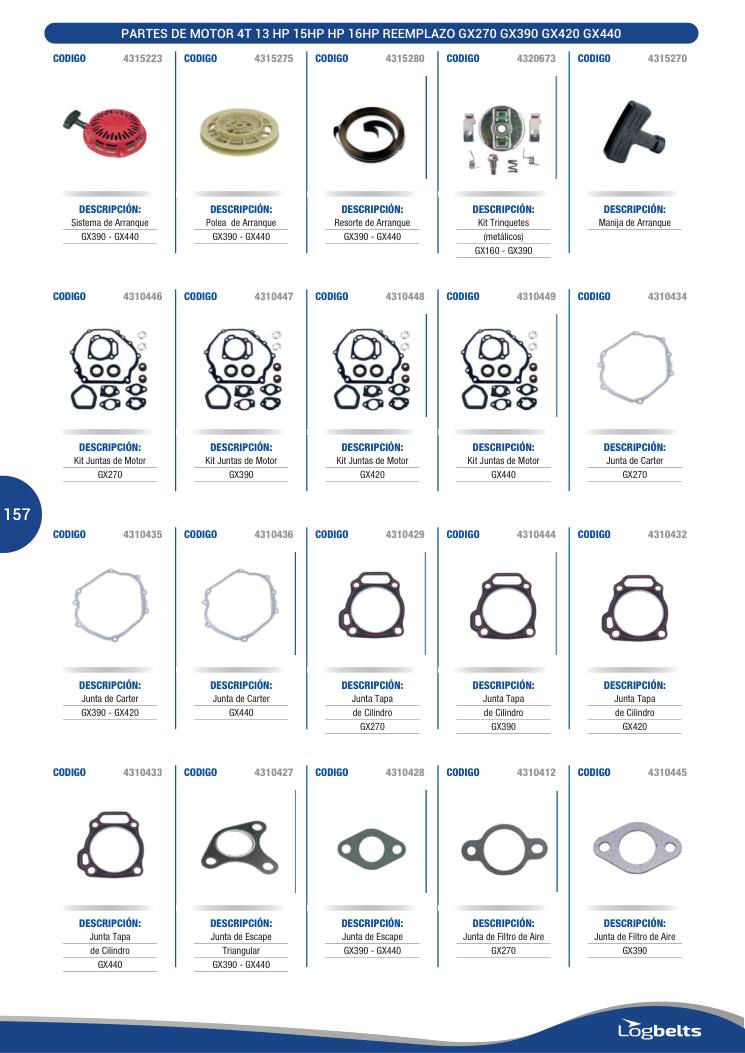 PARTES DE MOTOR 4T 13 HP 15HP HP 16HP REEMPLAZO GX270 GX390 GX420 GX440
CODIGO 4315223
DESCRIPCIÓN:
Sistema de Arranque
GX390 - GX440
CODIGO 4315275
DESCRIPCIÓN:
Polea de Arranque
GX390 - GX440
CODIGO 4315280
DESCRIPCIÓN:
Resorte de Arranque
GX390 - GX440
CODIGO 4320673
DESCRIPCIÓN:
Kit Trinquetes
(metálicos)
GX160 - GX390
CODIGO 4315270
DESCRIPCIÓN:
Manija de Arranque
CODIGO 4310446
DESCRIPCIÓN:
Kit Juntas de Motor
GX270
CODIGO 4310447
DESCRIPCIÓN:
Kit Juntas de Motor
GX390
CODIGO 4310448
DESCRIPCIÓN:
Kit Juntas de Motor
GX420
CODIGO 4310449
DESCRIPCIÓN:
Kit Juntas de Motor
GX440
CODIGO 4310434
DESCRIPCIÓN:
Junta de Carter
GX270
157
CODIGO 4310435
DESCRIPCIÓN:
Junta de Carter
GX390 - GX420
CODIGO 4310436
DESCRIPCIÓN:
Junta de Carter
GX440
CODIGO 4310429
DESCRIPCIÓN:
Junta Tapa
de Cilindro
GX270
CODIGO 4310444
DESCRIPCIÓN:
Junta Tapa
de Cilindro
GX390
CODIGO 4310432
DESCRIPCIÓN:
Junta Tapa
de Cilindro
GX420
CODIGO 4310433
DESCRIPCIÓN:
Junta Tapa
de Cilindro
GX440
CODIGO 4310427
DESCRIPCIÓN:
Junta de Escape
Triangular
GX390 - GX440
CODIGO 4310428
DESCRIPCIÓN:
Junta de Escape
GX390 - GX440
CODIGO 4310412
DESCRIPCIÓN:
Junta de Filtro de Aire
GX270
CODIGO 4310445
DESCRIPCIÓN:
Junta de Filtro de Aire
GX390
Logbelts